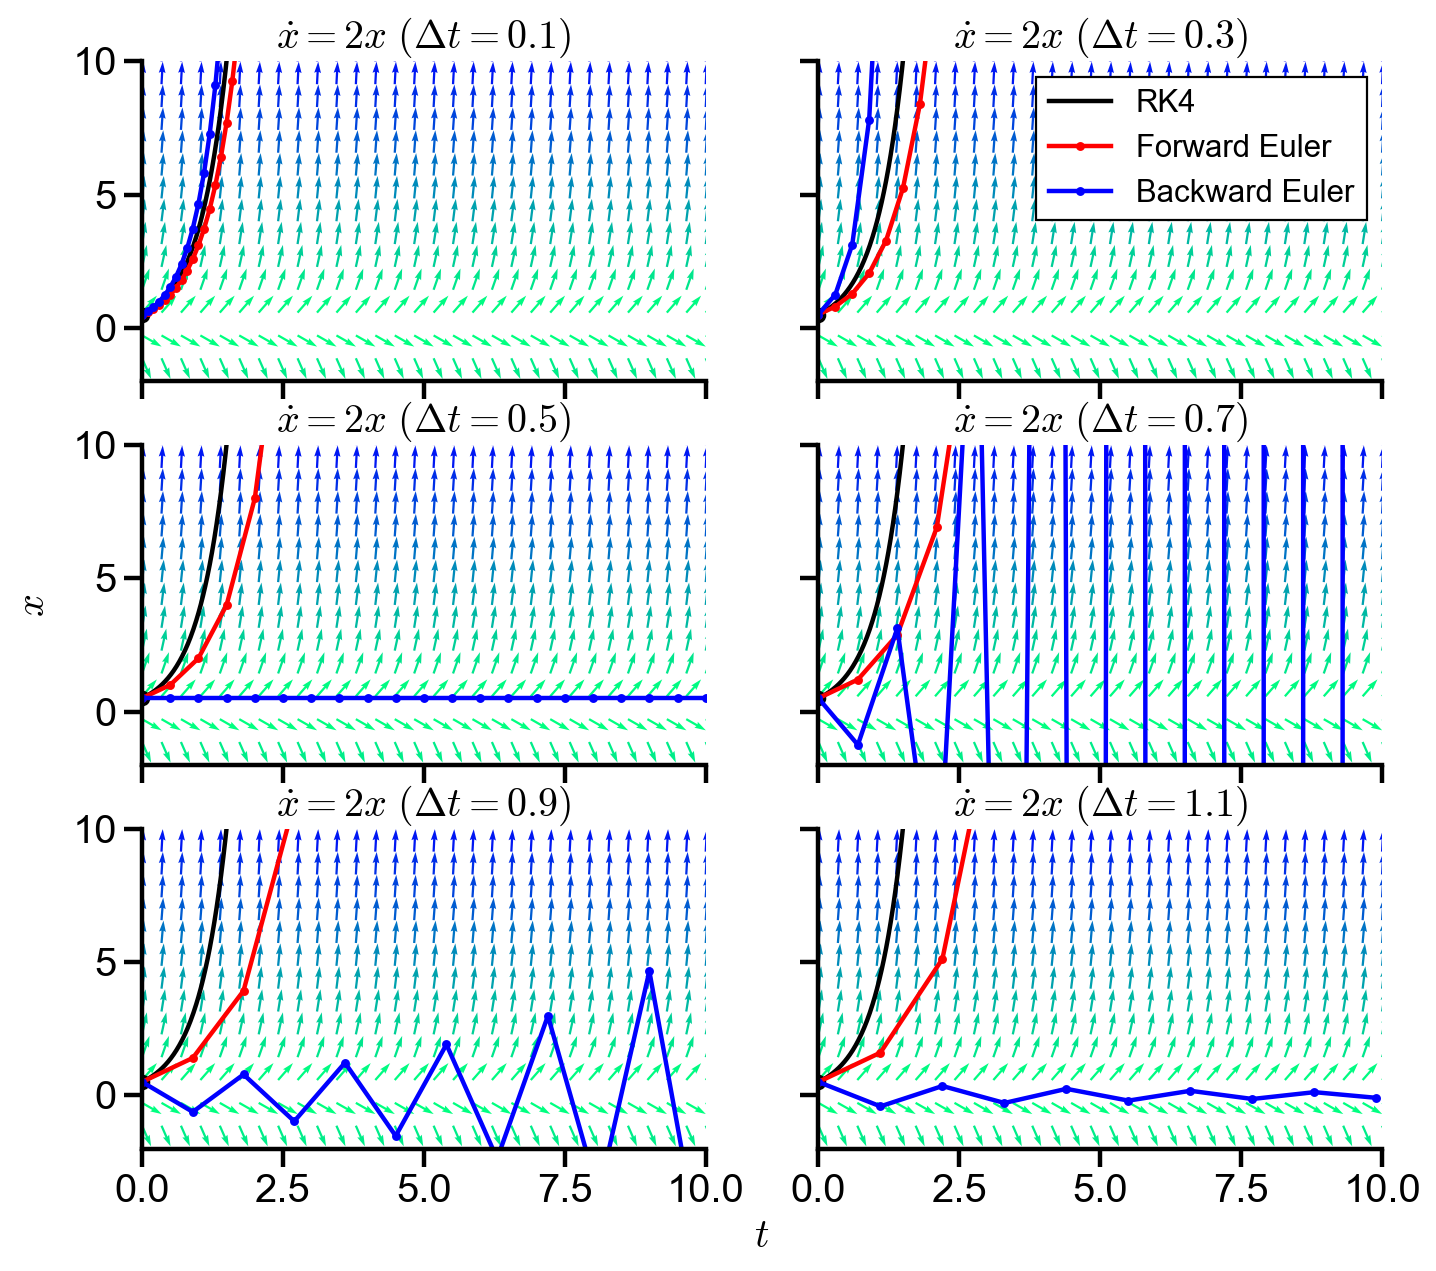 ẋ = 2x (Δt = 0.1)
ẋ = 2x (Δt = 0.3)
10
5
0
RK4
Forward Euler
Backward Euler
ẋ = 2x (Δt = 0.5)
ẋ = 2x (Δt = 0.7)
10
5
0
x
ẋ = 2x (Δt = 0.9)
ẋ = 2x (Δt = 1.1)
10
5
0
0.0 2.5 5.0 7.5 10.0
0.0 2.5 5.0 7.5 10.0
t